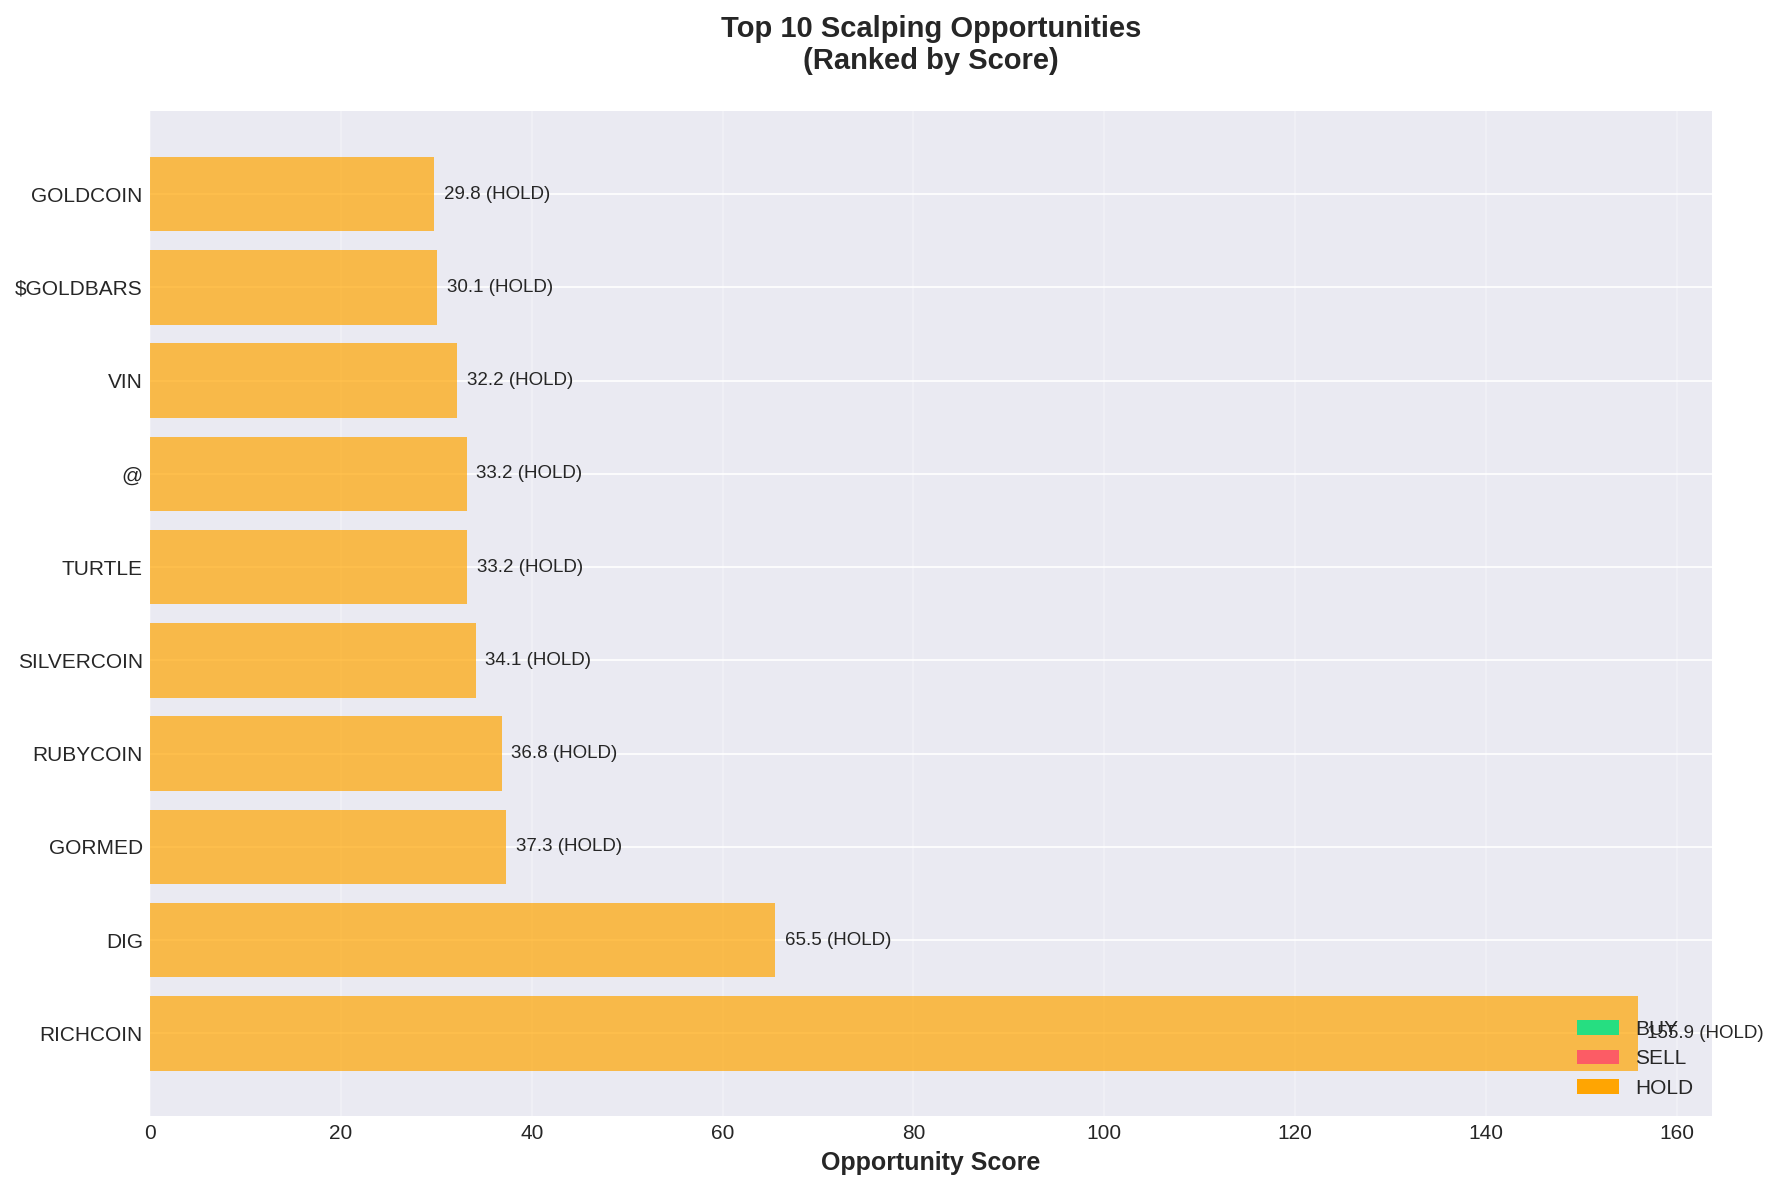 Top 10 Scalping Opportunities
(Ranked by Score)
GOLDCOIN
29.8 (HOLD)
$GOLDBARS
30.1 (HOLD)
VIN
32.2 (HOLD)
@
33.2 (HOLD)
TURTLE
33.2 (HOLD)
SILVERCOIN
34.1 (HOLD)
RUBYCOIN
36.8 (HOLD)
GORMED
37.3 (HOLD)
DIG
65.5 (HOLD)
RICHCOIN
155.9 (HOLD)
BUY
SELL
HOLD
0 20 40 60 80 100 120 140 160
Opportunity Score